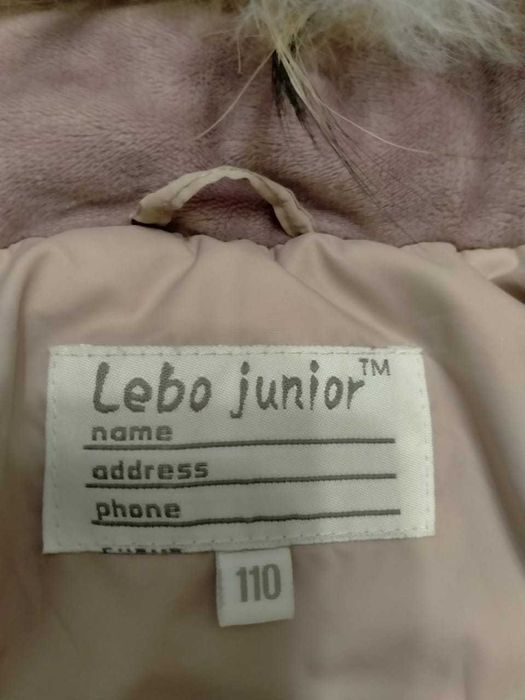 Lebo junior™
name
address
phone
110